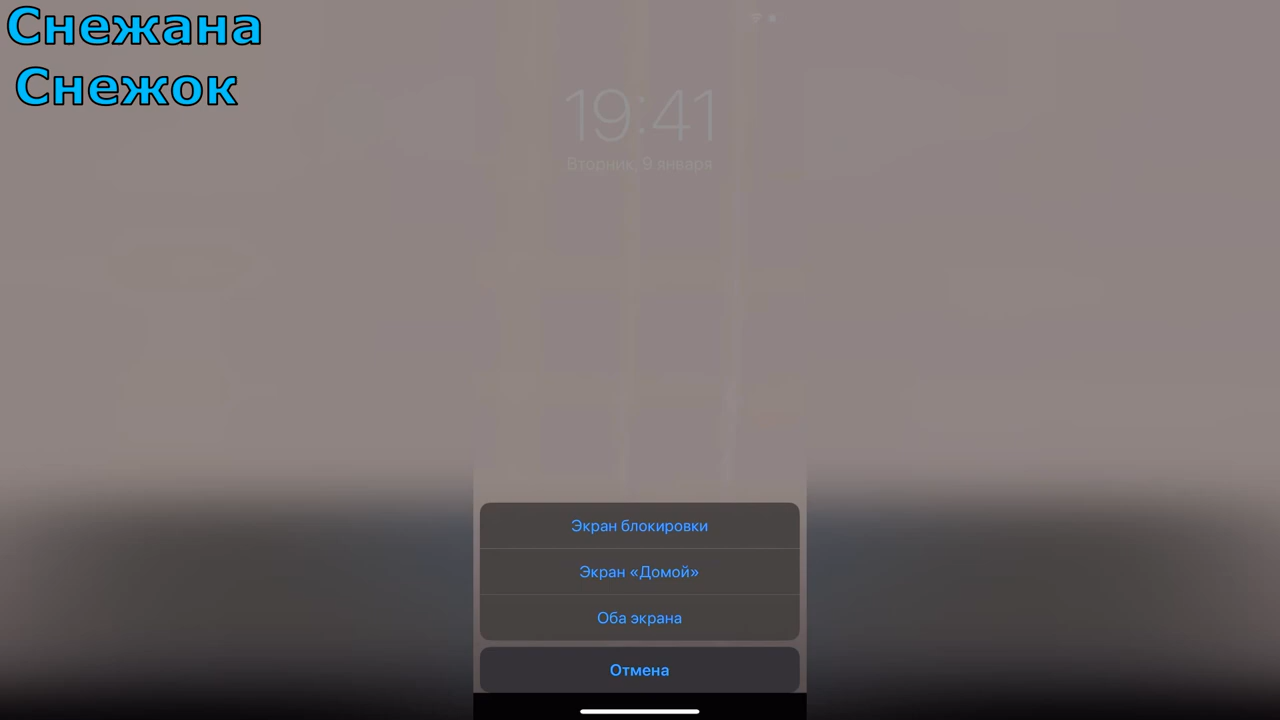 Снежана
Снежок
19:41
Вторник, 9 января
Экран блокировки
Экран «Домой»
Оба экрана
Отмена